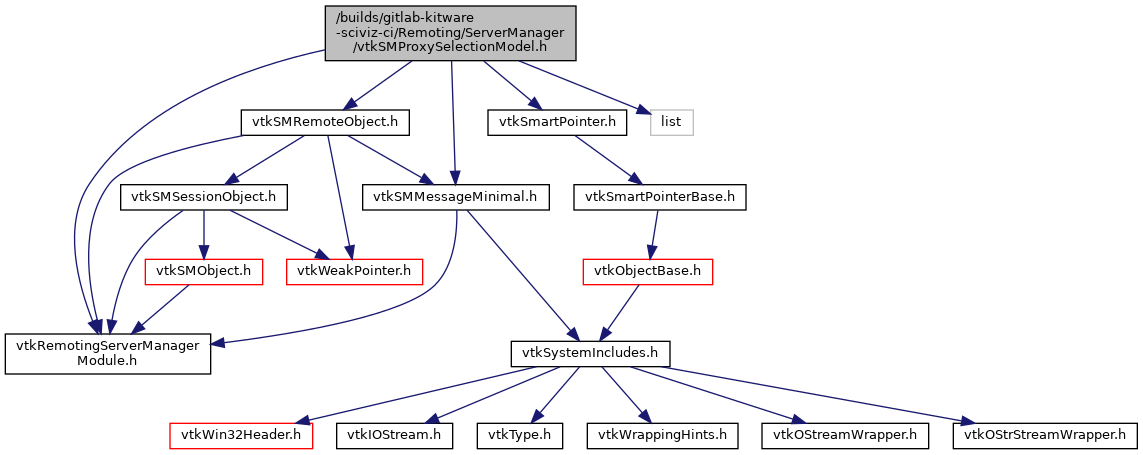 /builds/gitlab-kitware
-sciviz-ci/Remoting/ServerManager
/vtkSMProxySelectionModel.h
vtkSMRemoteObject.h
vtkSmartPointer.h
list
vtkSMSessionObject.h
vtkSMMessageMinimal.h
vtkSmartPointerBase.h
vtkSMObject.h
vtkWeakPointer.h
vtkObjectBase.h
vtkRemotingServerManager
Module.h
vtkSystemIncludes.h
vtkWin32Header.h
vtkIOStream.h
vtkType.h
vtkWrappingHints.h
vtkOStreamWrapper.h
vtkOStrStreamWrapper.h